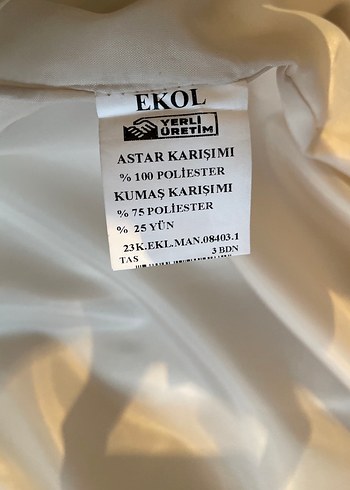 EKOL
YERLİ
ÜRETİM
ASTAR KARIŞIMI
% 100 POLİESTER
KUMAŞ KARIŞIMI
% 75 POLİESTER
% 25 YÜN
23K.EKL.MAN.08403.1
TAS 3 BDN